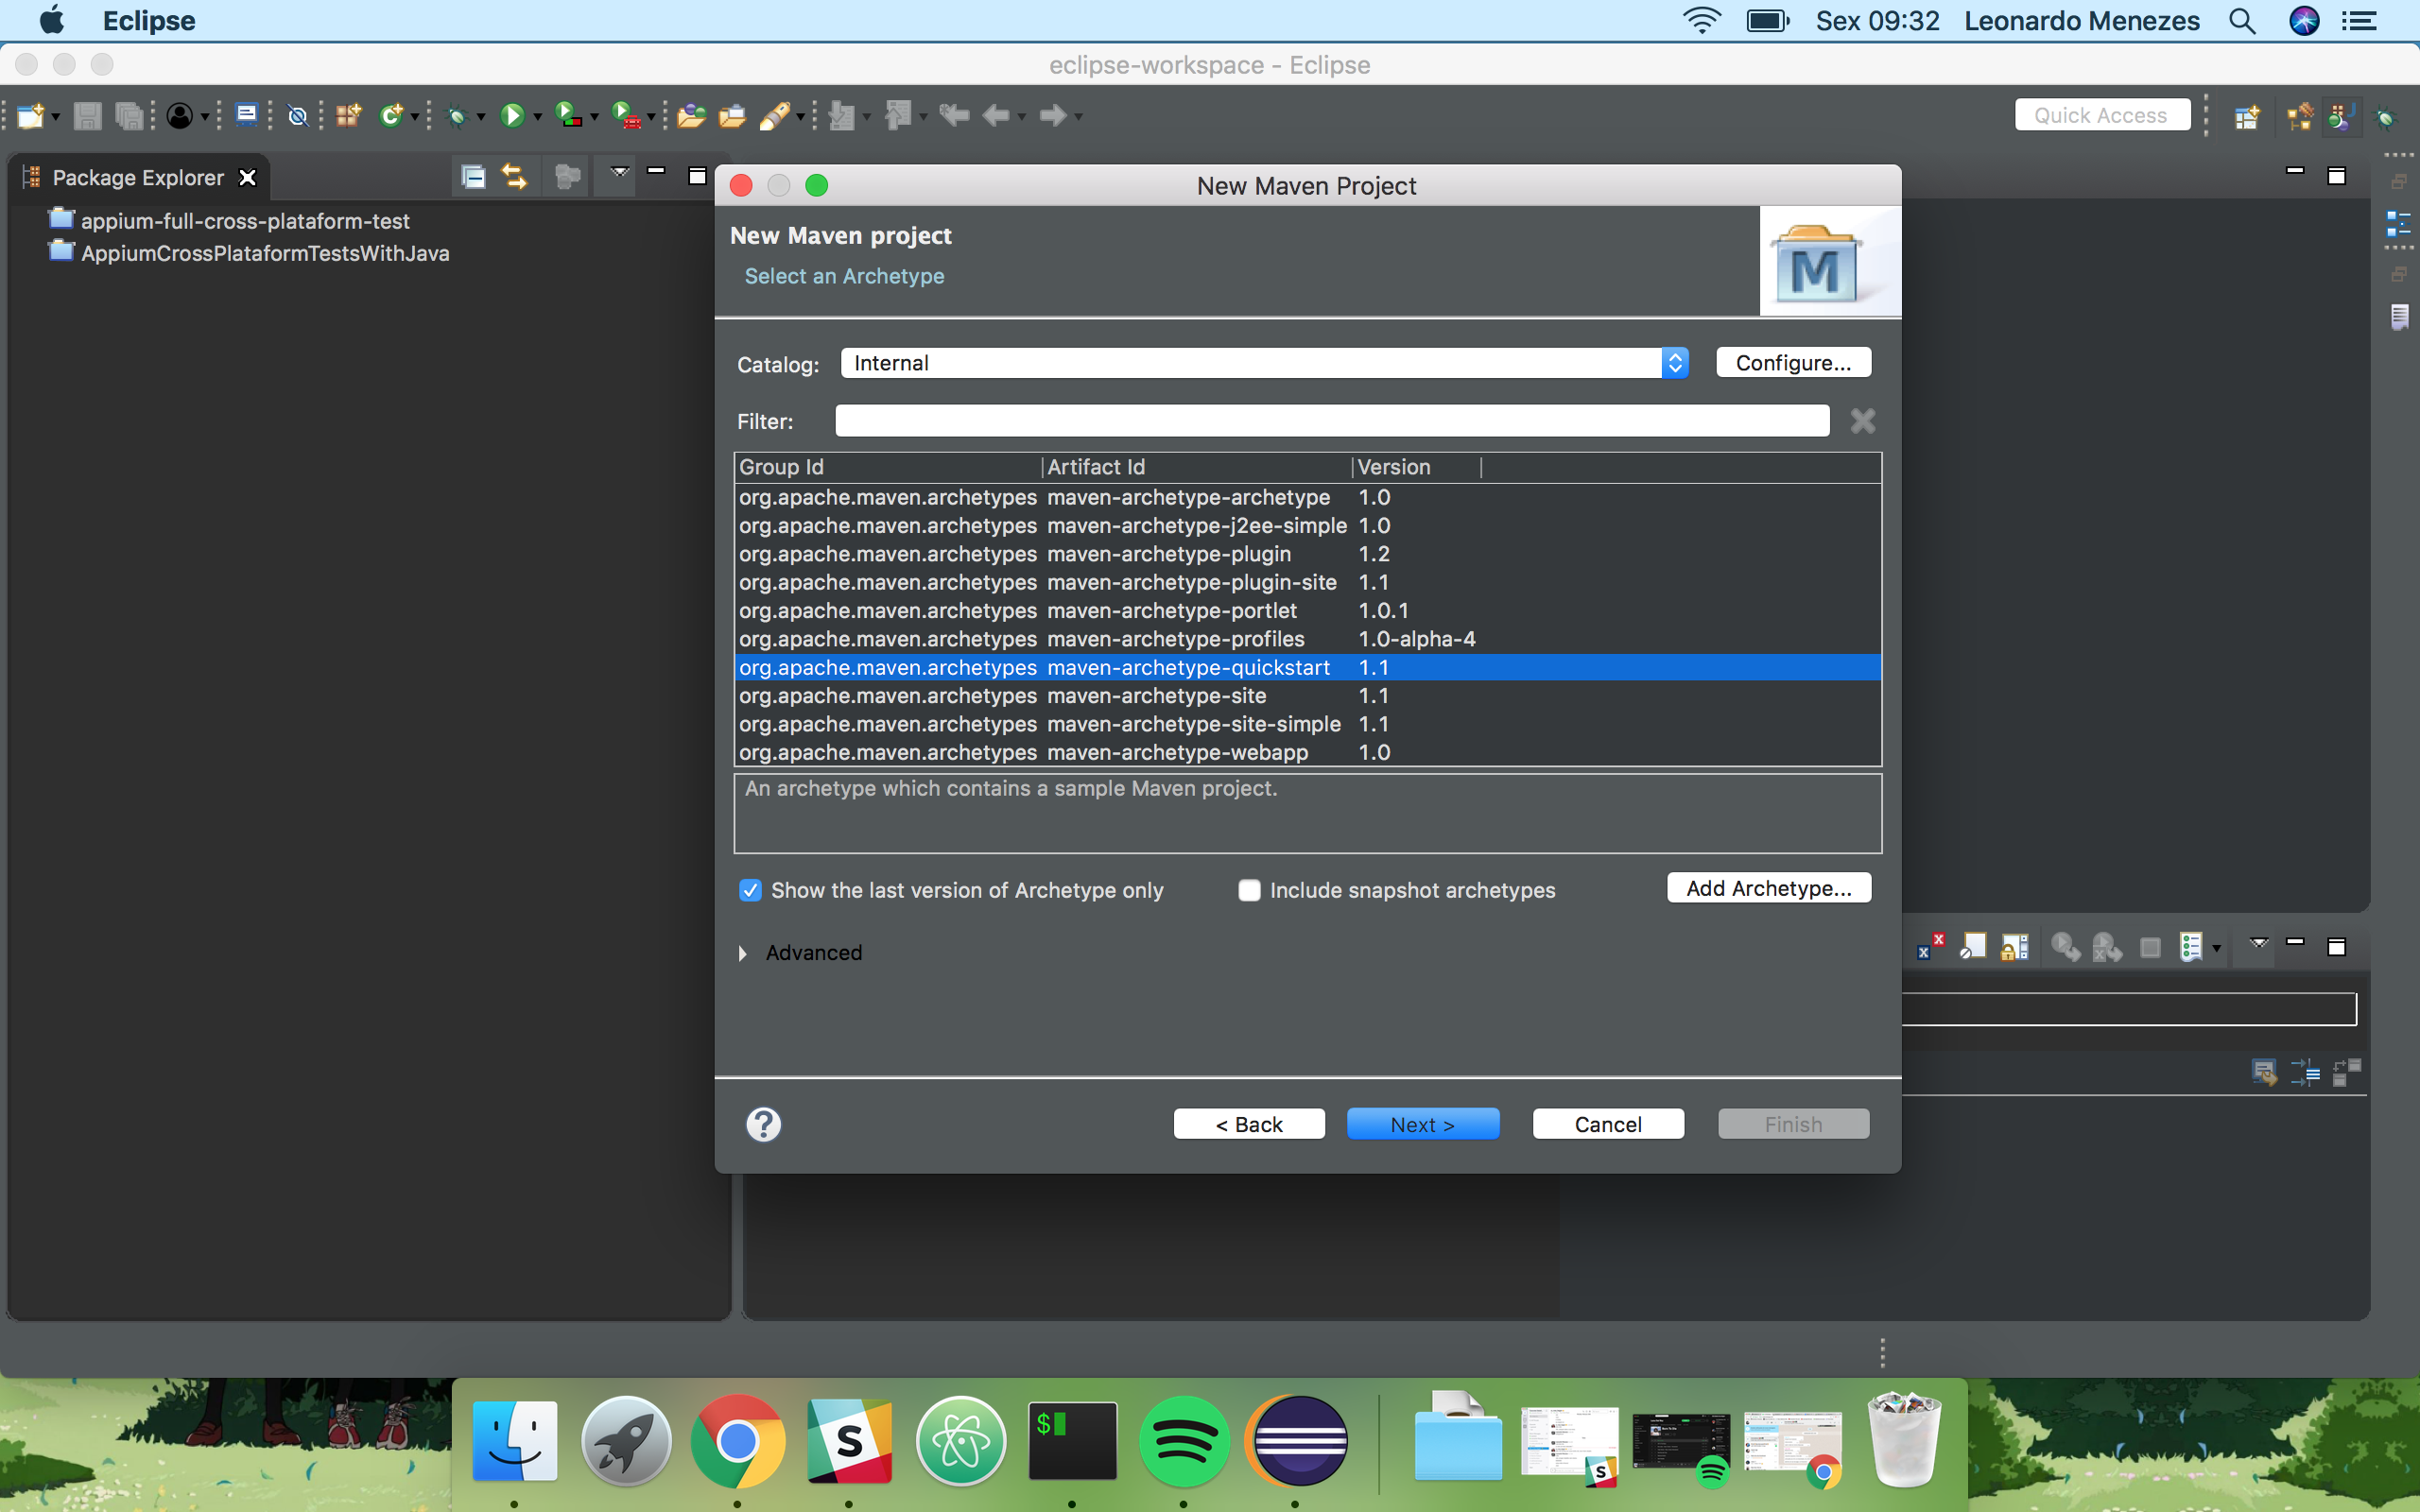 Eclipse
Sex 09:32 Leonardo Menezes
eclipse-workspace - Eclipse
Quick Access
Package Explorer
appium-full-cross-plataform-test
AppiumCrossPlataformTestsWithJava
New Maven Project
New Maven project
Select an Archetype
M
Catalog: Internal Configure...
Filter:
Group Id Artifact Id Version
org.apache.maven.archetypes maven-archetype-archetype 1.0
org.apache.maven.archetypes maven-archetype-j2ee-simple 1.0
org.apache.maven.archetypes maven-archetype-plugin 1.2
org.apache.maven.archetypes maven-archetype-plugin-site 1.1
org.apache.maven.archetypes maven-archetype-portlet 1.0.1
org.apache.maven.archetypes maven-archetype-profiles 1.0-alpha-4
org.apache.maven.archetypes maven-archetype-quickstart 1.1
org.apache.maven.archetypes maven-archetype-site 1.1
org.apache.maven.archetypes maven-archetype-site-simple 1.1
org.apache.maven.archetypes maven-archetype-webapp 1.0
An archetype which contains a sample Maven project.
Show the last version of Archetype only Include snapshot archetypes Add Archetype...
Advanced
? < Back Next > Cancel Finish
S $
S